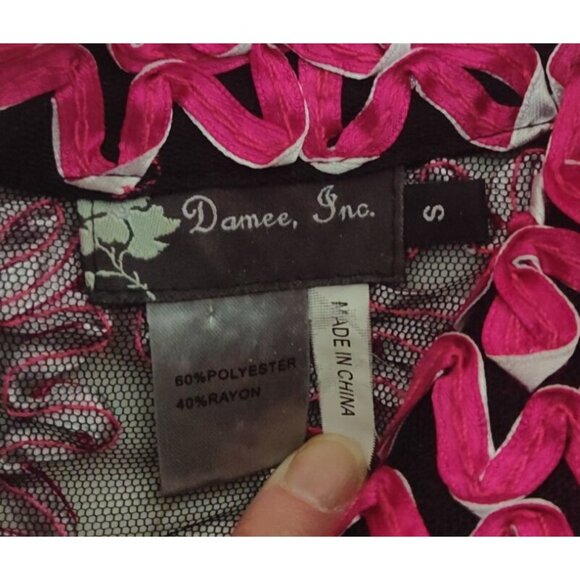 Damee, Inc.
S
60%POLYESTER
40%RAYON
MADE IN CHINA